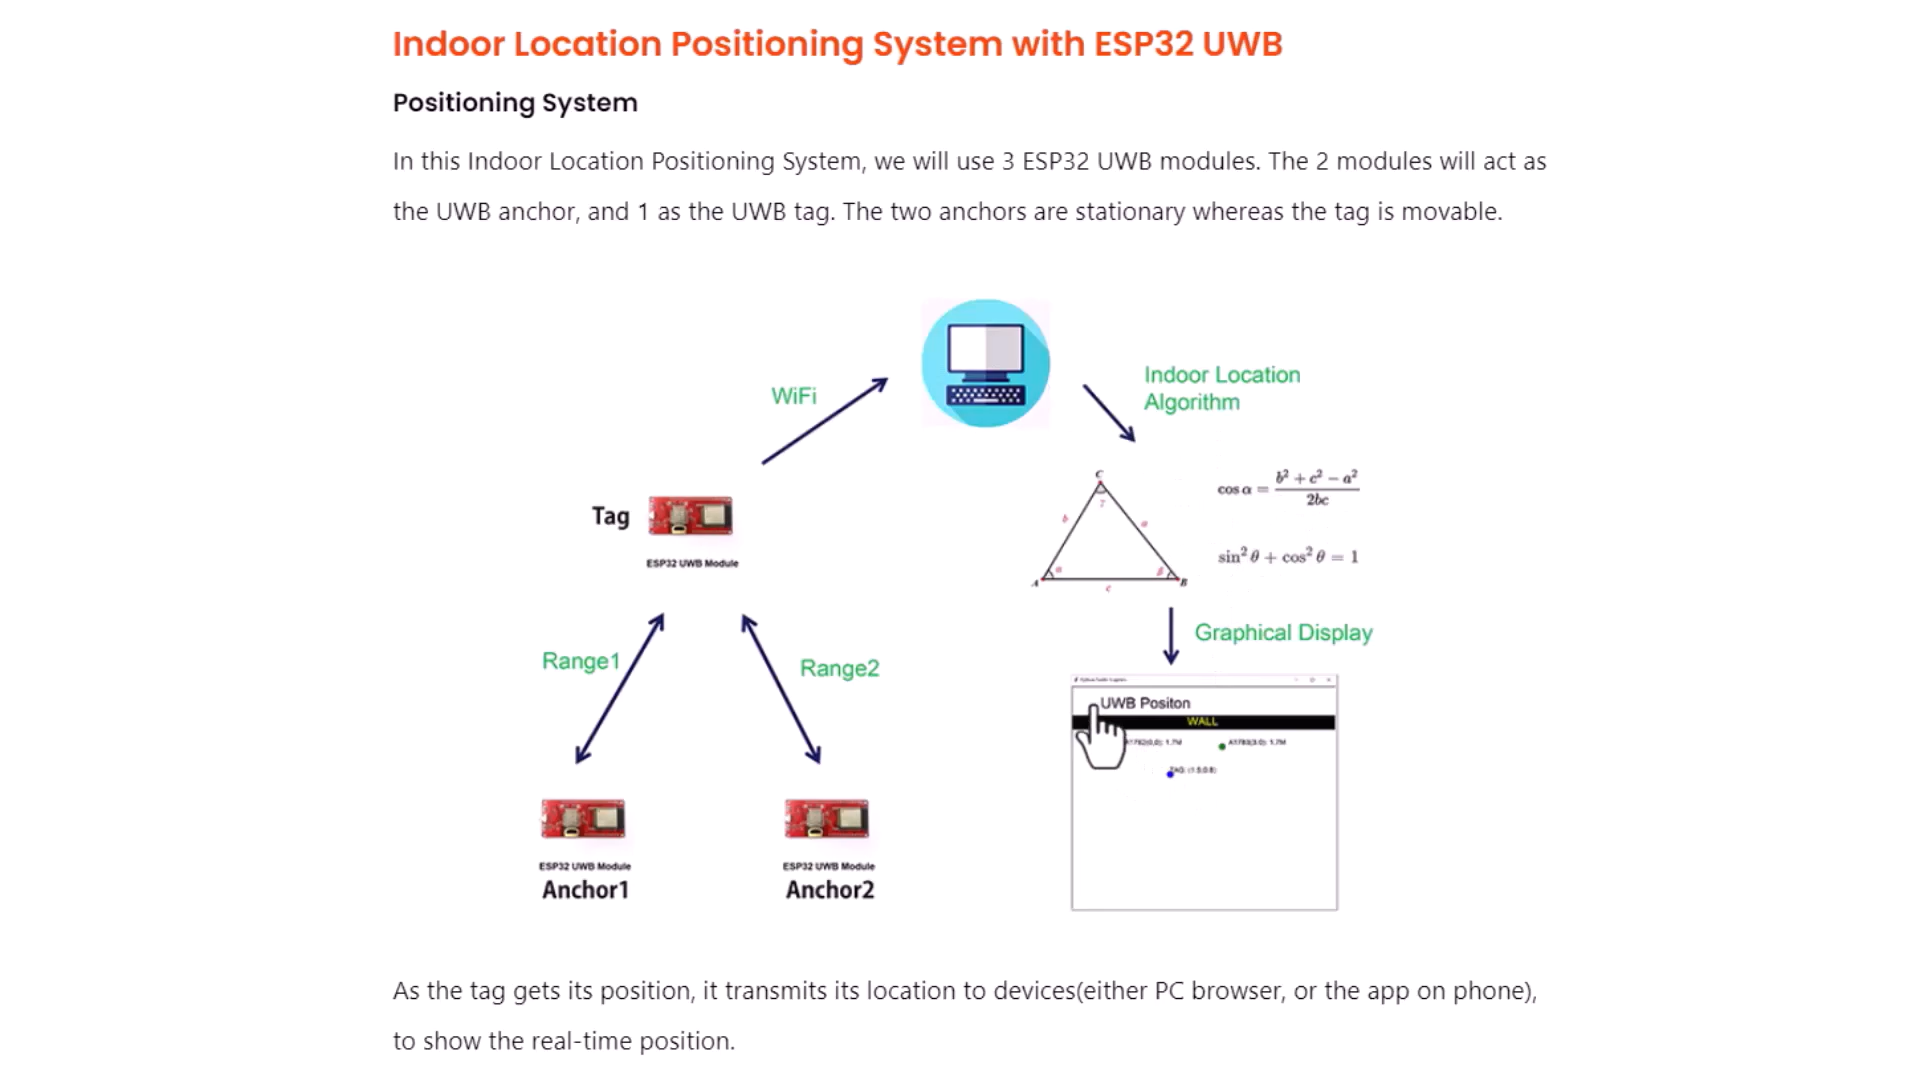 Indoor Location Positioning System with ESP32 UWB
Positioning System
In this Indoor Location Positioning System, we will use 3 ESP32 UWB modules. The 2 modules will act as
the UWB anchor, and 1 as the UWB tag. The two anchors are stationary whereas the tag is movable.
WiFi
Indoor Location
Algorithm
Tag
ESP32 UWB Module
C
γ
b
a
α
β
A
B
c
cos α = (b² + c² − a²) / 2bc
sin² θ + cos² θ = 1
Range1
Range2
Graphical Display
UWB Positon
WALL
ESP32 UWB Module
Anchor1
ESP32 UWB Module
Anchor2
As the tag gets its position, it transmits its location to devices(either PC browser, or the app on phone),
to show the real-time position.